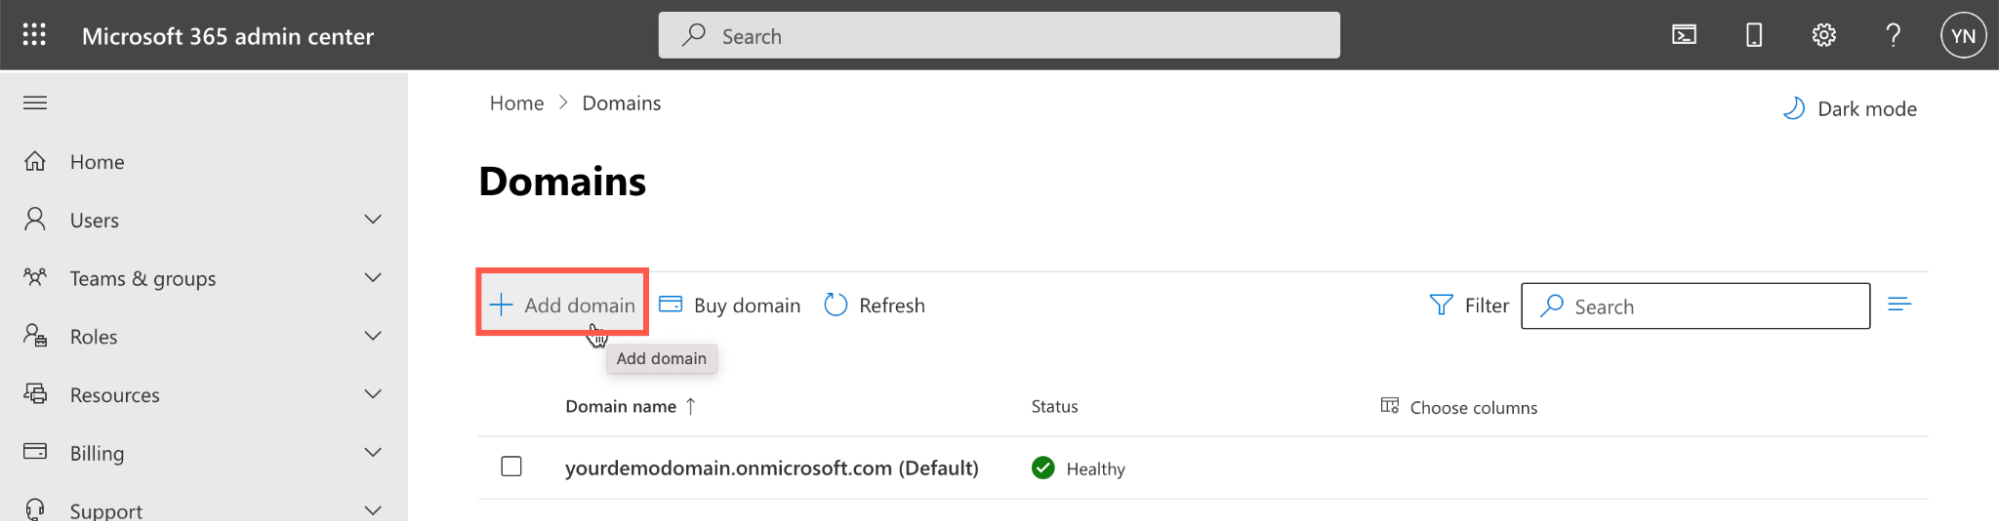 Microsoft 365 admin center
Search
YN
Home
Users
Teams & groups
Roles
Resources
Billing
Support
Home > Domains
Dark mode
Domains
Add domain
Buy domain
Refresh
Filter
Search
Add domain
Domain name ↑
Status
Choose columns
yourdemodomain.onmicrosoft.com (Default)
Healthy